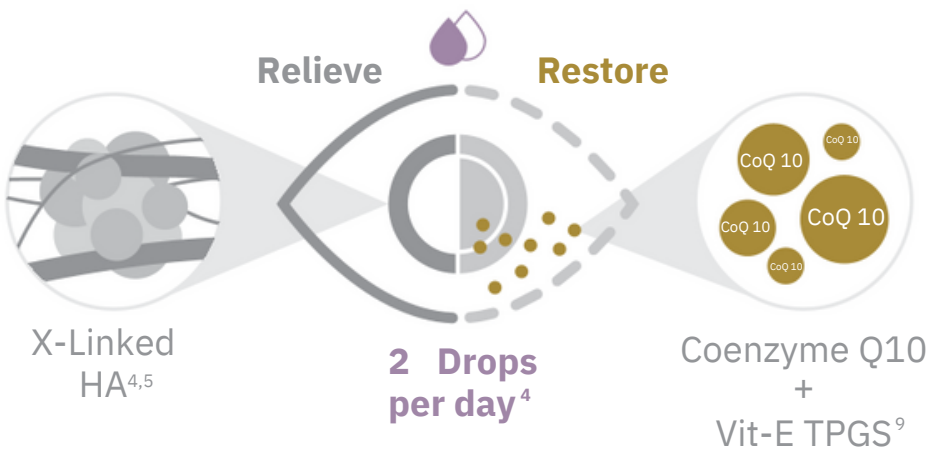 Relieve
Restore
CoQ 10
CoQ 10
CoQ 10
CoQ 10
CoQ 10
X-Linked
HA⁴,⁵
2 Drops
per day⁴
Coenzyme Q10
+
Vit-E TPGS⁹